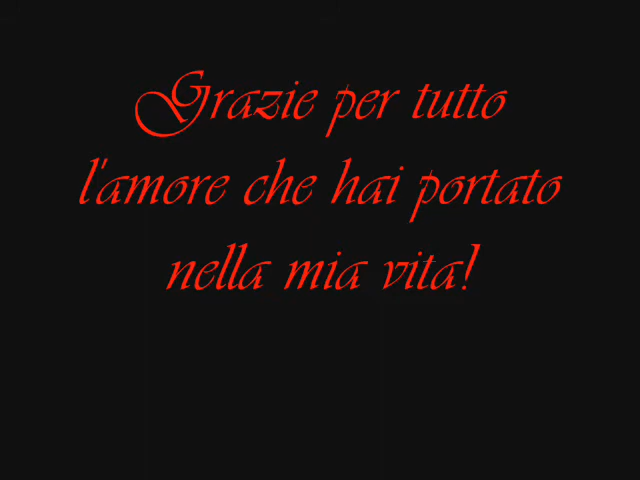 Grazie per tutto
l'amore che hai portato
nella mia vita!